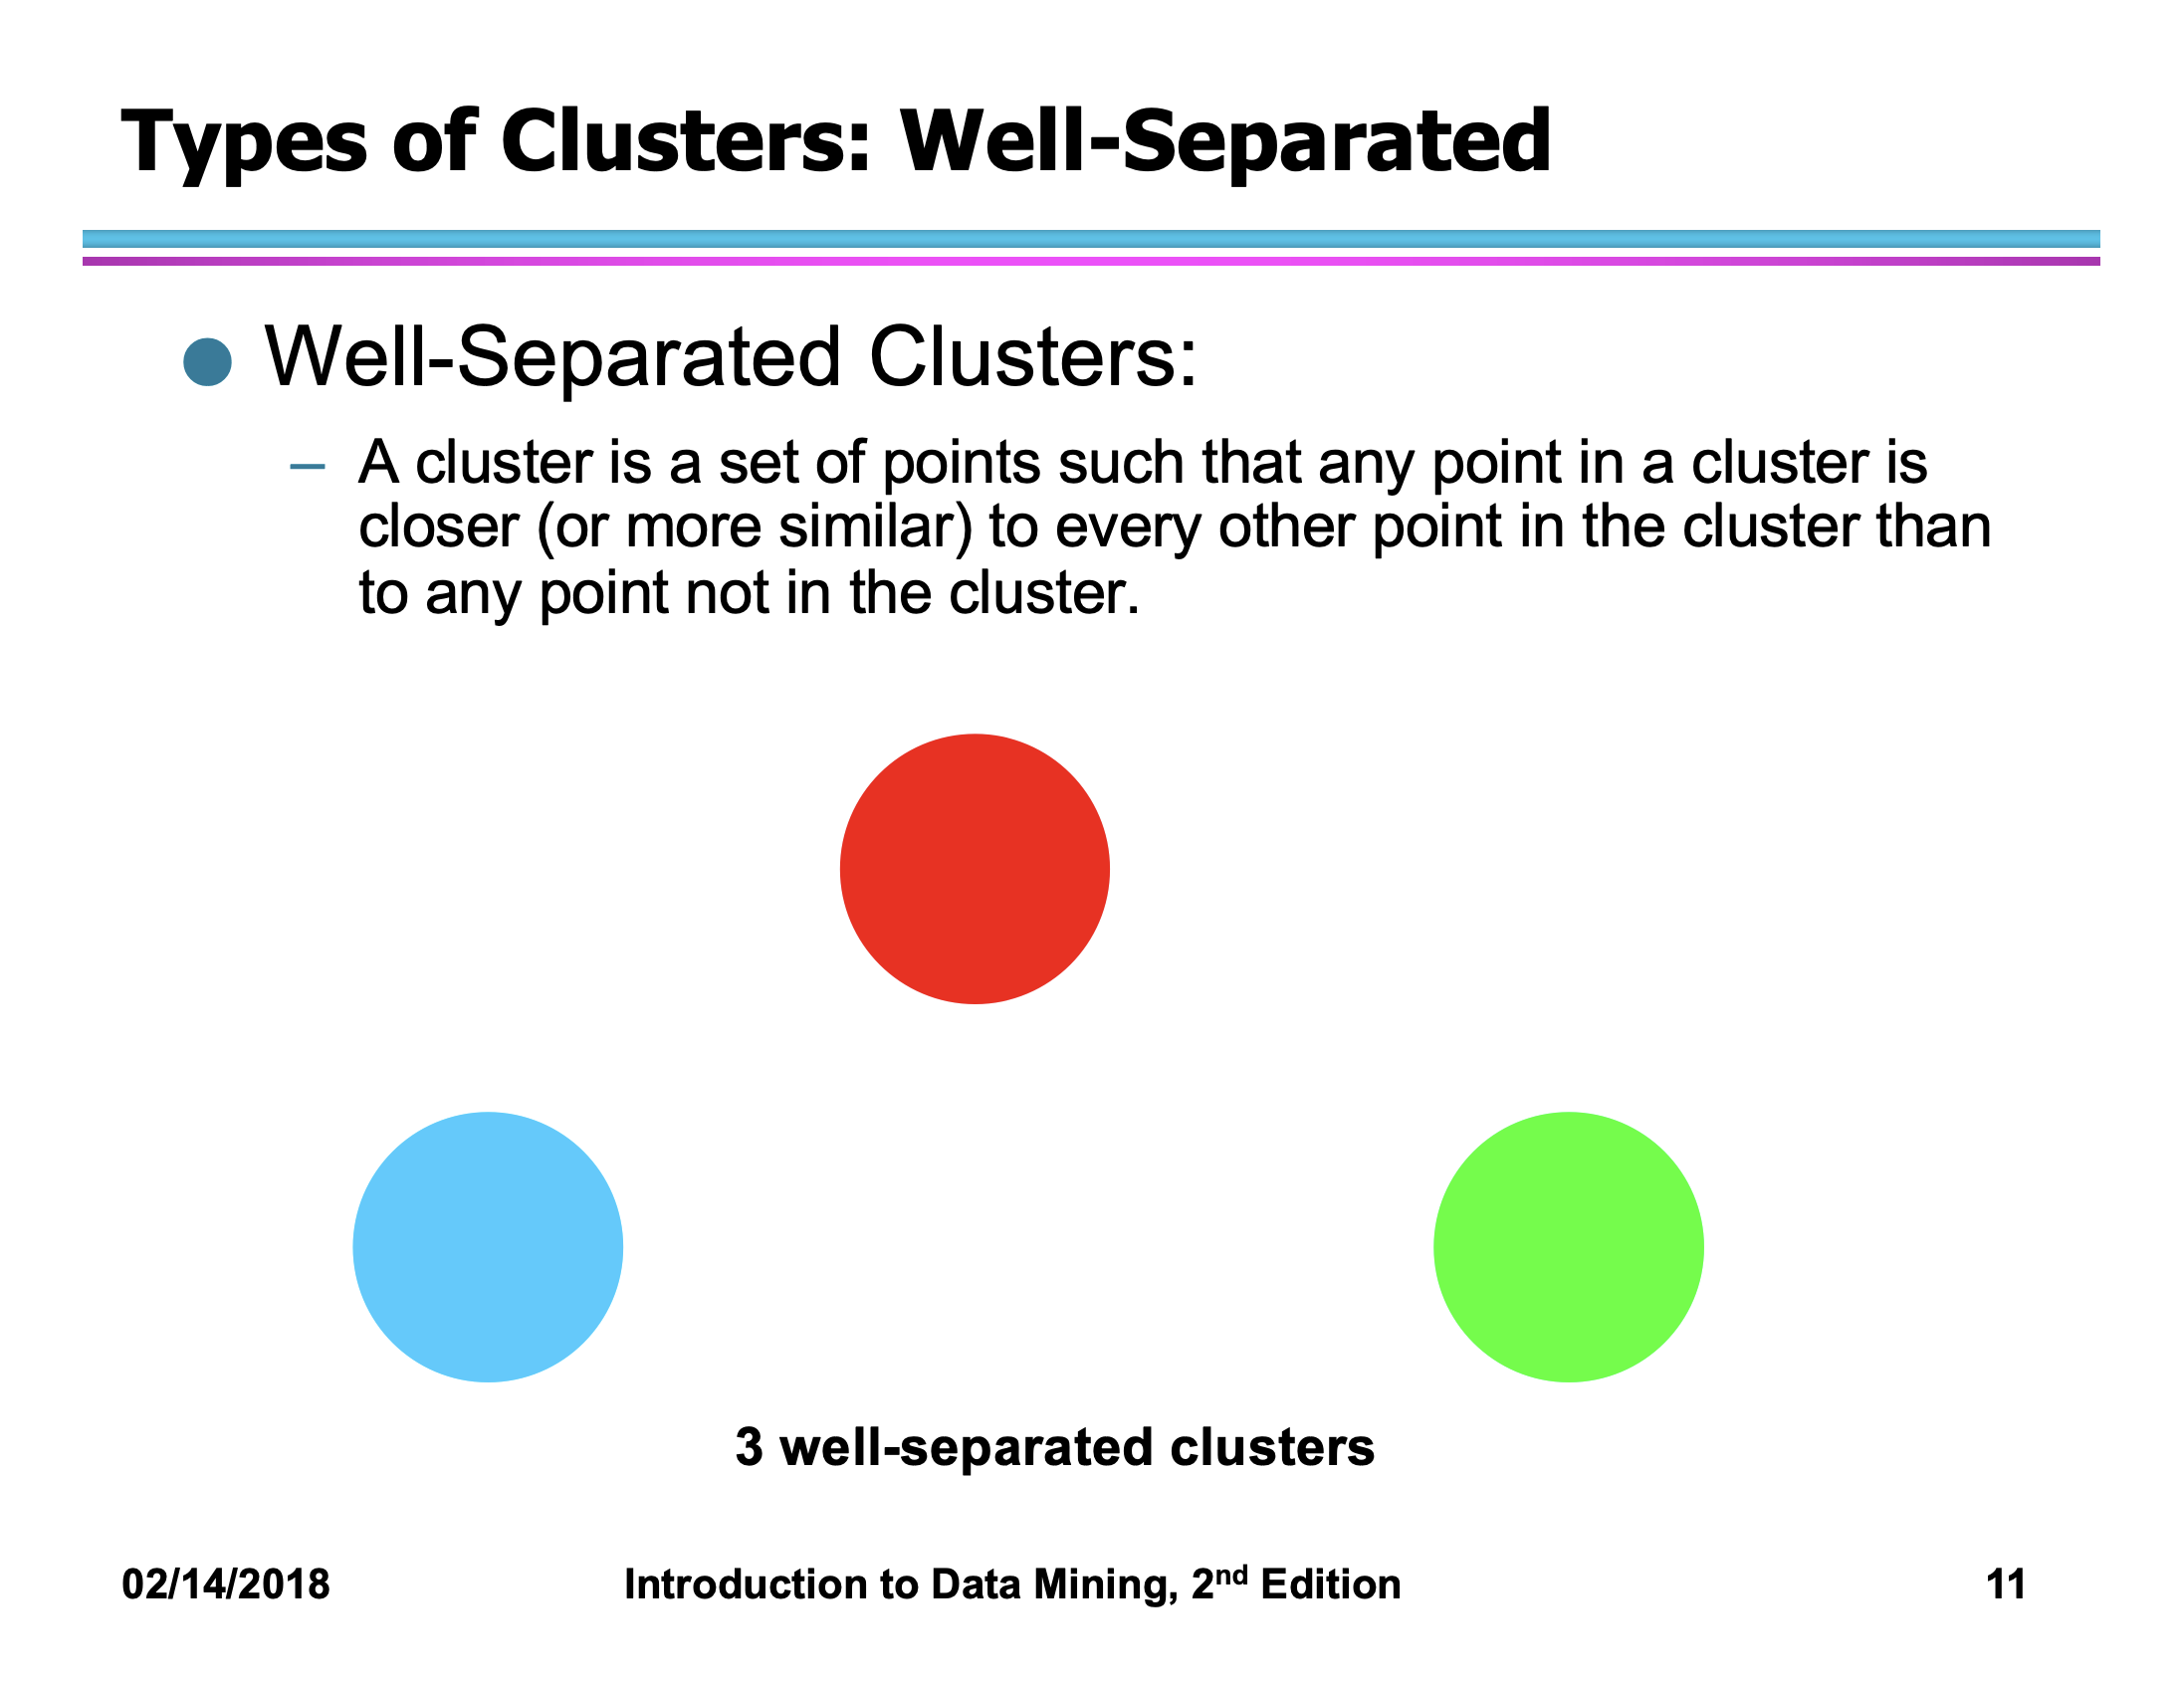 Types of Clusters: Well-Separated
Well-Separated Clusters:
– A cluster is a set of points such that any point in a cluster is
closer (or more similar) to every other point in the cluster than
to any point not in the cluster.
3 well-separated clusters
02/14/2018
Introduction to Data Mining, 2nd Edition
11